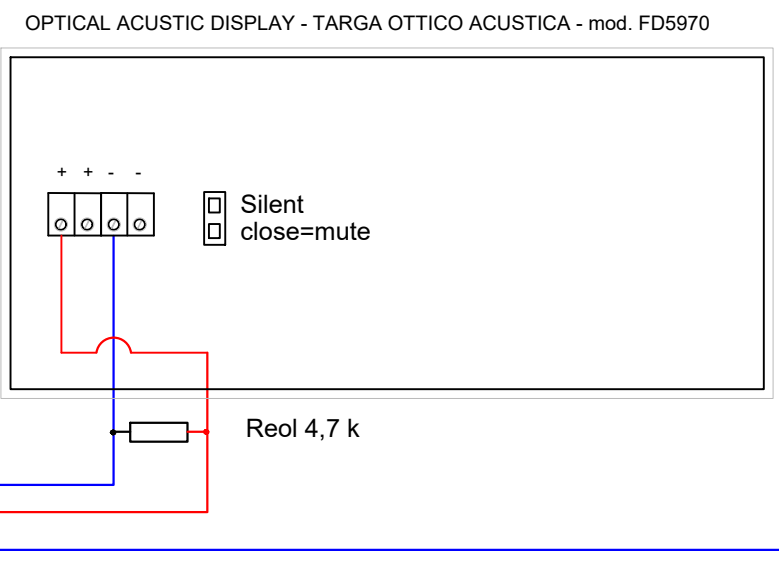 OPTICAL ACUSTIC DISPLAY - TARGA OTTICO ACUSTICA - mod. FD5970
+ + - -
Silent
close=mute
Reol 4,7 k